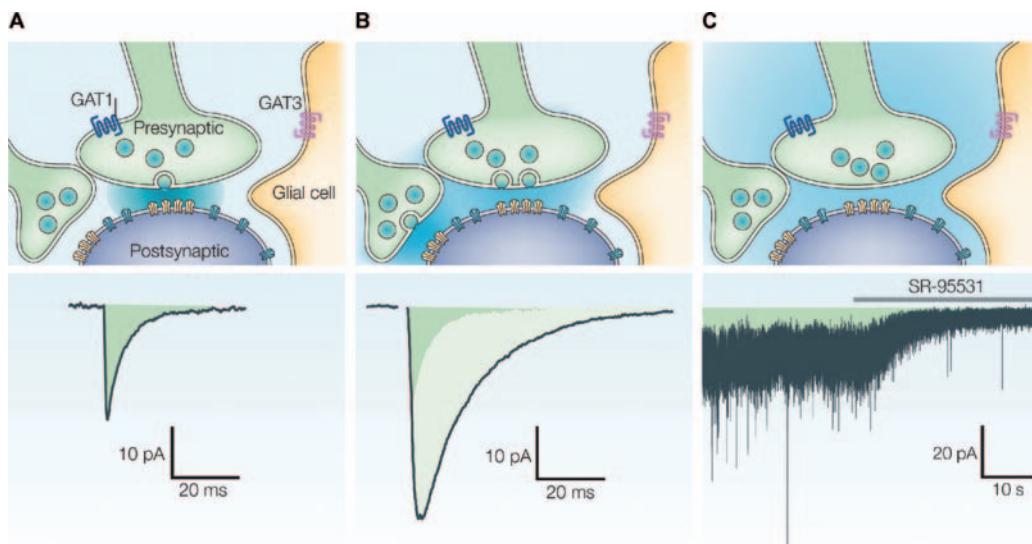 A
B
C
GAT1
GAT3
Presynaptic
Glial cell
Postsynaptic
SR-95531
10 pA
20 ms
10 pA
20 ms
20 pA
10 s